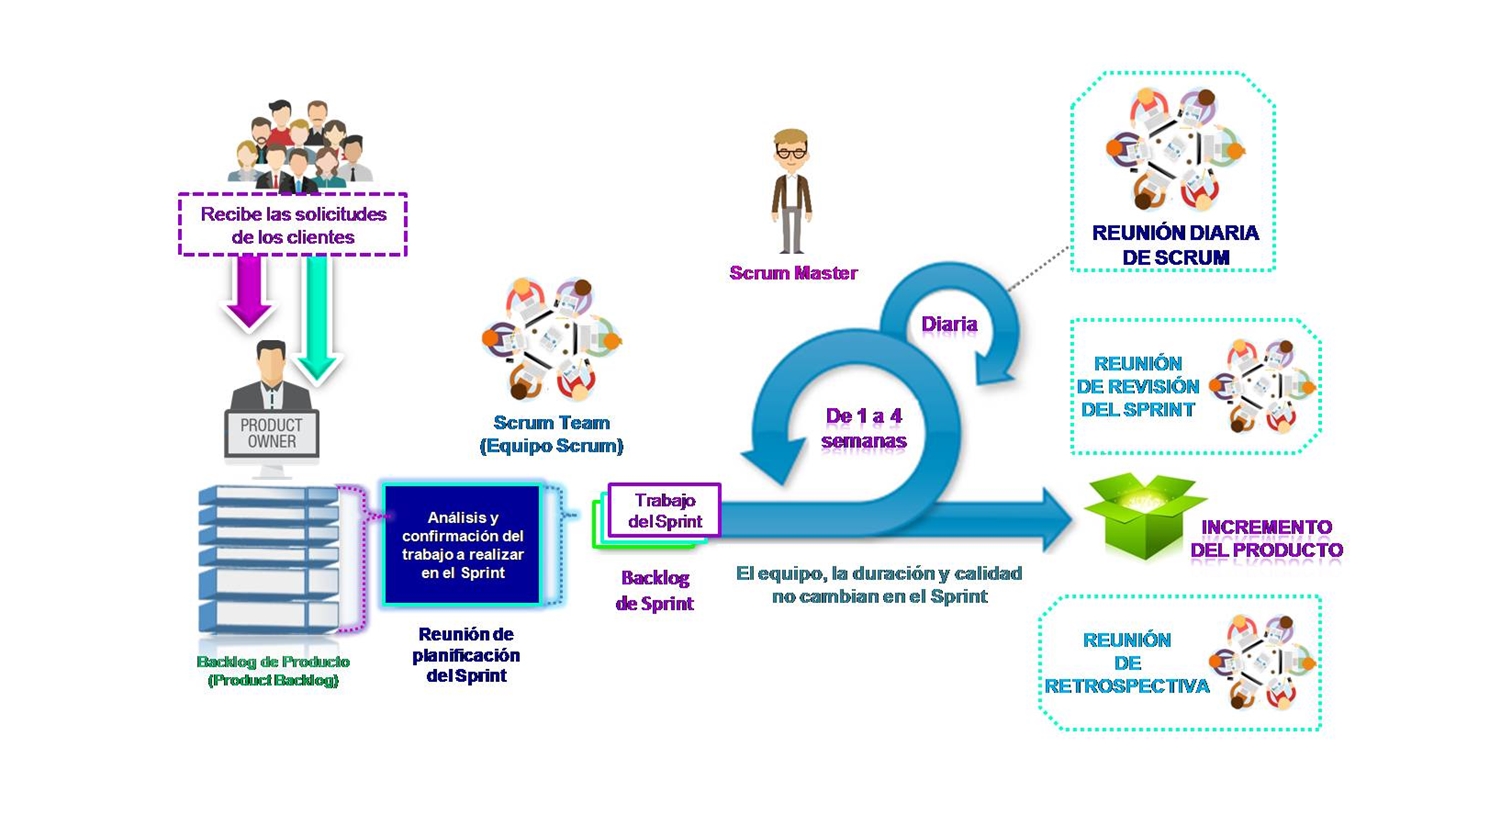 Recibe las solicitudes
de los clientes
PRODUCT
OWNER
Backlog de Producto
(Product Backlog)
Análisis y
confirmación del
trabajo a realizar
en el Sprint
Reunión de
planificación
del Sprint
Scrum Team
(Equipo Scrum)
Trabajo
del Sprint
Backlog
de Sprint
Scrum Master
Diaria
De 1 a 4
semanas
El equipo, la duración y calidad
no cambian en el Sprint
REUNIÓN DIARIA
DE SCRUM
REUNIÓN
DE REVISIÓN
DEL SPRINT
INCREMENTO
DEL PRODUCTO
REUNIÓN
DE
RETROSPECTIVA